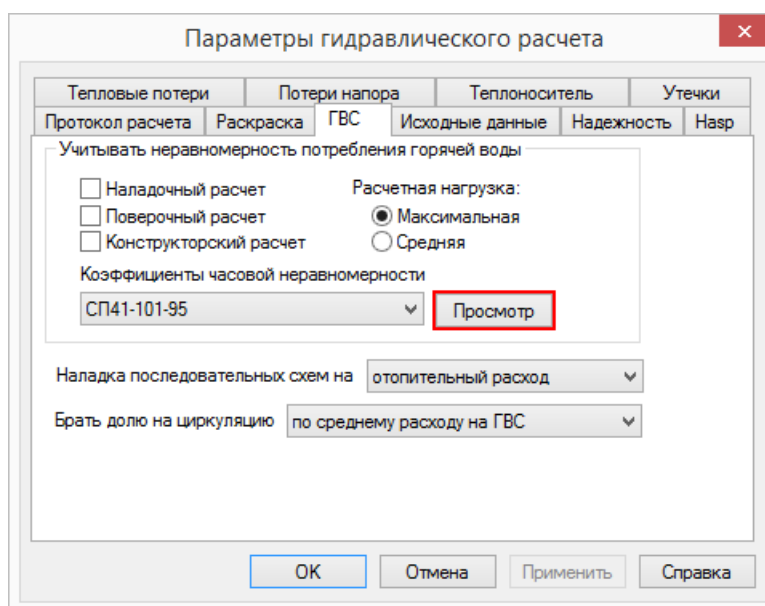 Параметры гидравлического расчета
Тепловые потери Потери напора Теплоноситель Утечки
Протокол расчета Раскраска ГВС Исходные данные Надежность Hasp
Учитывать неравномерность потребления горячей воды
Наладочный расчет Расчетная нагрузка:
Поверочный расчет Максимальная
Конструкторский расчет Средняя
Коэффициенты часовой неравномерности
СП41-101-95 Просмотр
Наладка последовательных схем на отопительный расход
Брать долю на циркуляцию по среднему расходу на ГВС
OK Отмена Применить Справка